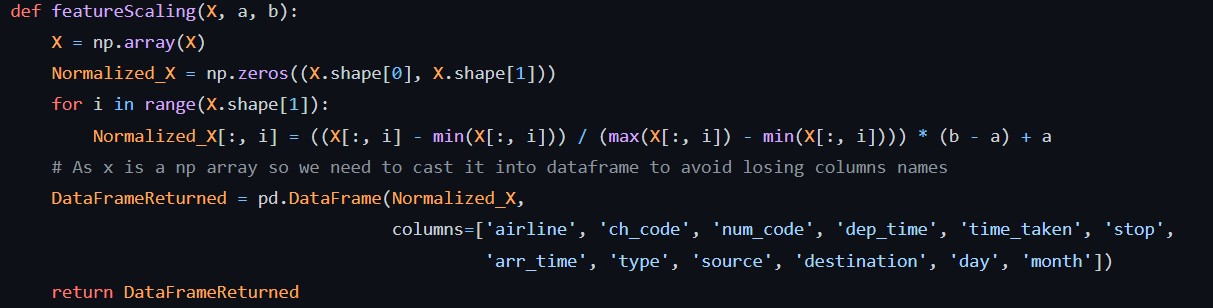 def featureScaling(X, a, b):
    X = np.array(X)
    Normalized_X = np.zeros((X.shape[0], X.shape[1]))
    for i in range(X.shape[1]):
        Normalized_X[:, i] = ((X[:, i] - min(X[:, i])) / (max(X[:, i]) - min(X[:, i]))) * (b - a) + a
    # As x is a np array so we need to cast it into dataframe to avoid losing columns names
    DataFrameReturned = pd.DataFrame(Normalized_X,
                                     columns=['airline', 'ch_code', 'num_code', 'dep_time', 'time_taken', 'stop',
                                              'arr_time', 'type', 'source', 'destination', 'day', 'month'])
    return DataFrameReturned